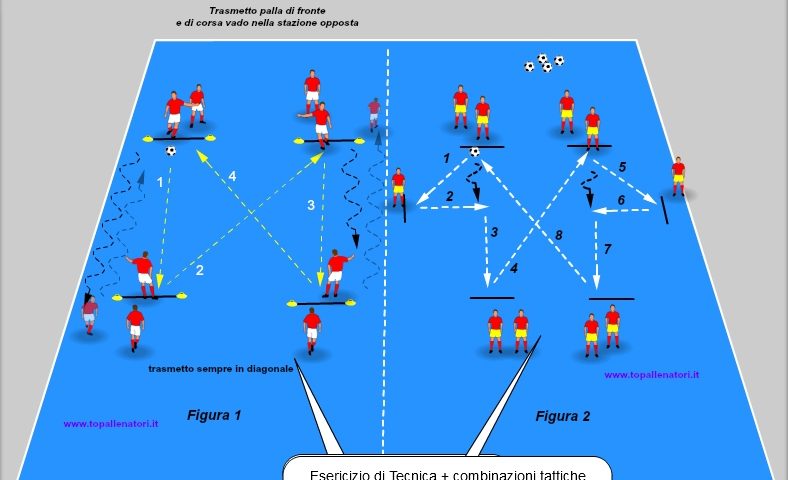 Trasmetto palla di fronte
e di corsa vado nella stazione opposta
1
4
3
2
1
2
3
4
5
6
7
8
trasmetto sempre in diagonale
www.topallenatori.it
Figura 1
www.topallenatori.it
Figura 2
Esericizio di Tecnica + combinazioni tattiche